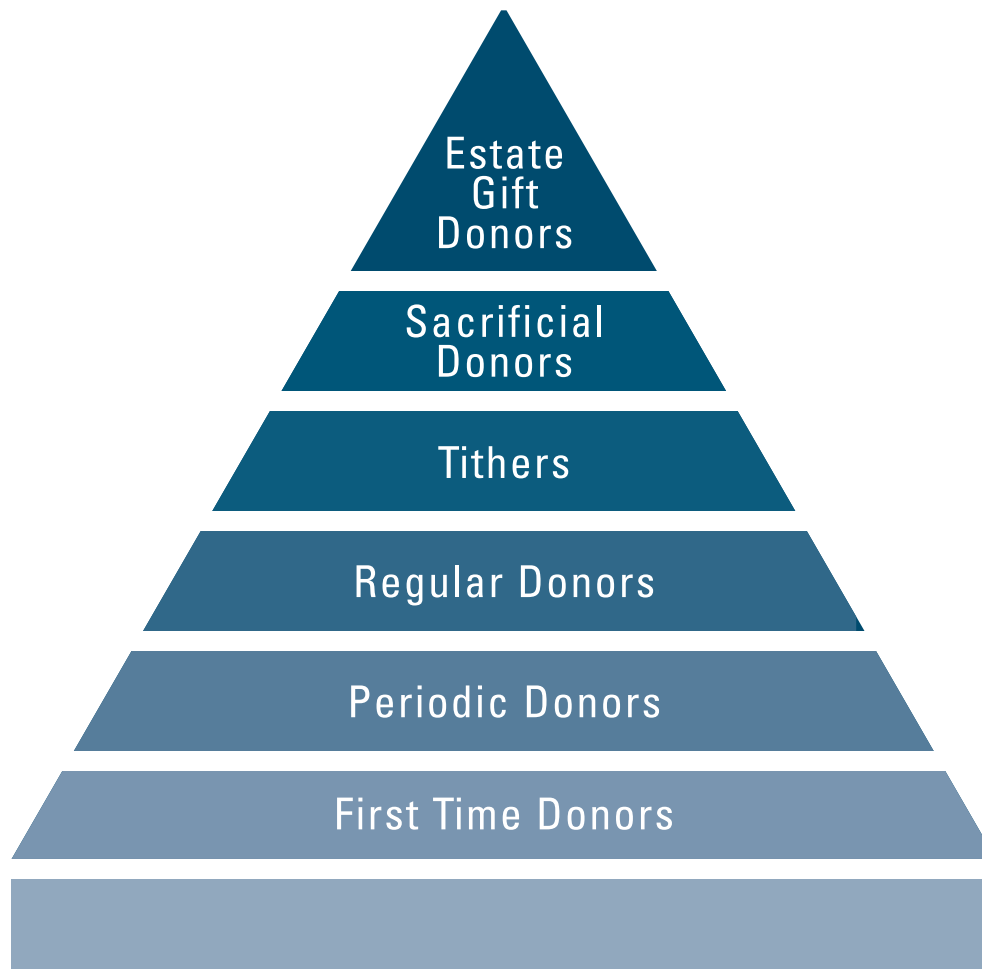 Estate
Gift
Donors
Sacrificial
Donors
Tithers
Regular Donors
Periodic Donors
First Time Donors